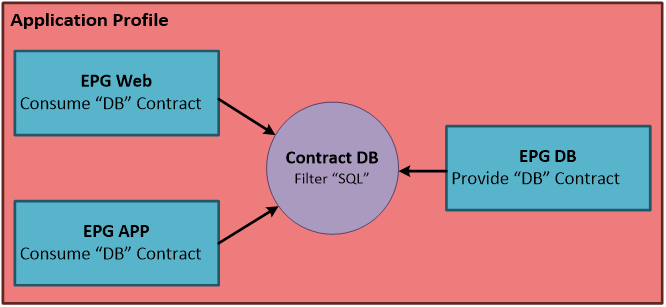 Application Profile
EPG Web
Consume “DB” Contract
Contract DB
Filter “SQL”
EPG DB
Provide “DB” Contract
EPG APP
Consume “DB” Contract